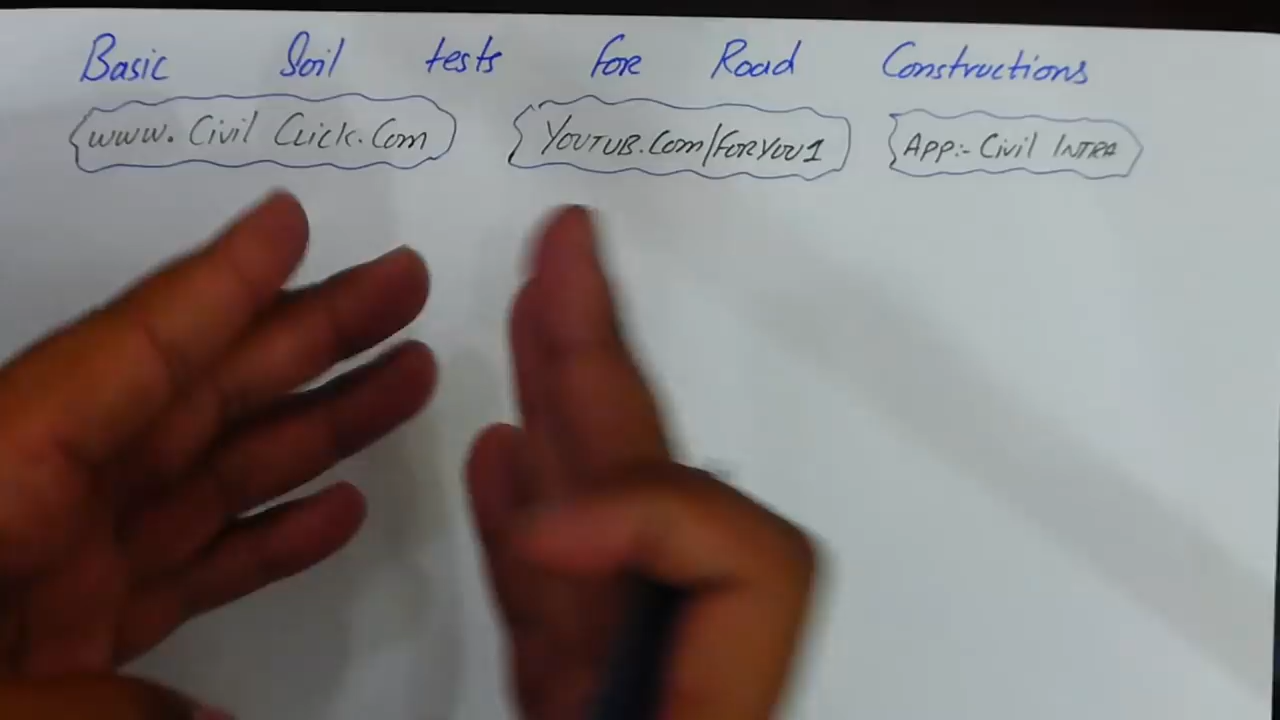 Basic Soil tests for Road Constructions
www. Civil Click.Com YOUTUB.Com/FORYOU1 APP:- Civil INTRA